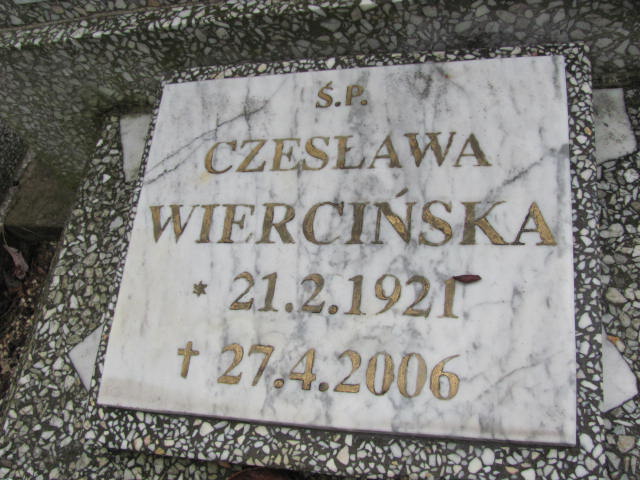 Ś.P.
CZESŁAWA
WIERCIŃSKA
* 21.2.1921
† 27.4.2006